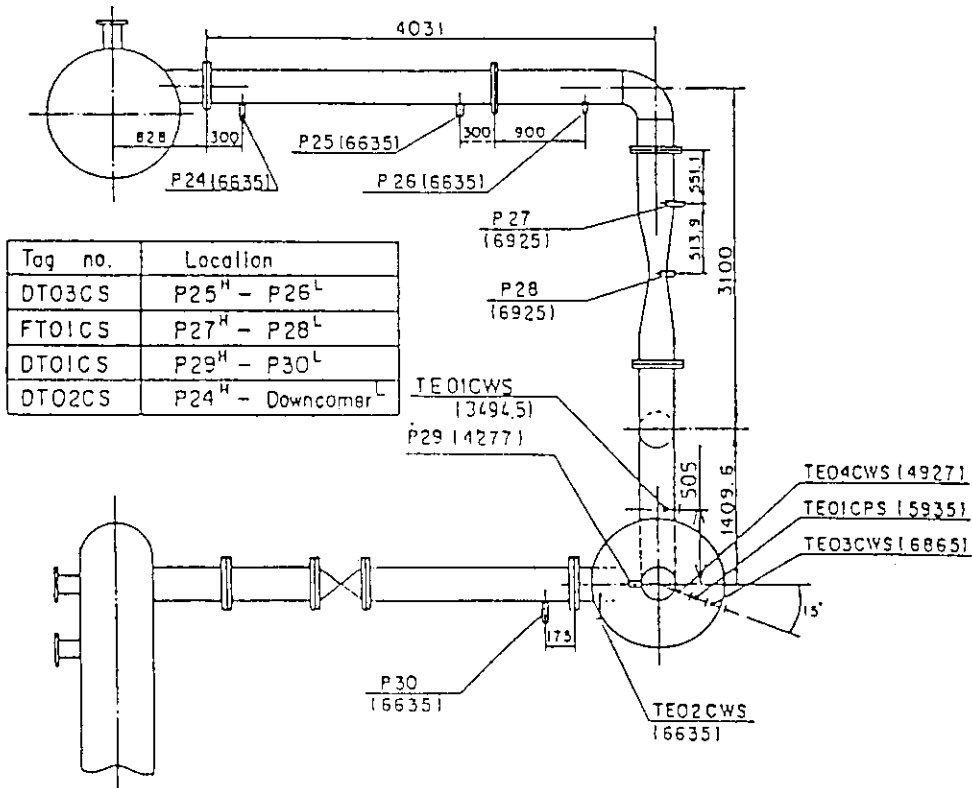 4031
828
300
P24(6635)
P25(6635)
300
900
P26(6635)
551.1
513.9
3100
P27
(6925)
P28
(6925)
Tag no. Location
DT03CS P25ᴴ - P26ᴸ
FT01CS P27ᴴ - P28ᴸ
DT01CS P29ᴴ - P30ᴸ
DT02CS P24ᴴ - Downcomerᴸ
TE01CWS
(3494.5)
P29 (4277)
505
1409.6
TE04CWS (4927)
TE01CPS (5935)
TE03CWS (6865)
15°
175
P30
(6635)
TE02CWS
(6635)